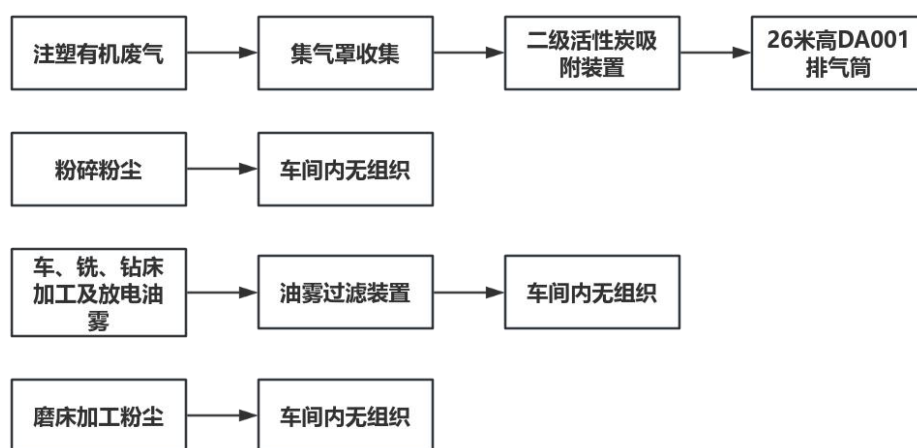 注塑有机废气
集气罩收集
二级活性炭吸
附装置
26米高DA001
排气筒
粉碎粉尘
车间内无组织
车、铣、钻床
加工及放电油
雾
油雾过滤装置
车间内无组织
磨床加工粉尘
车间内无组织